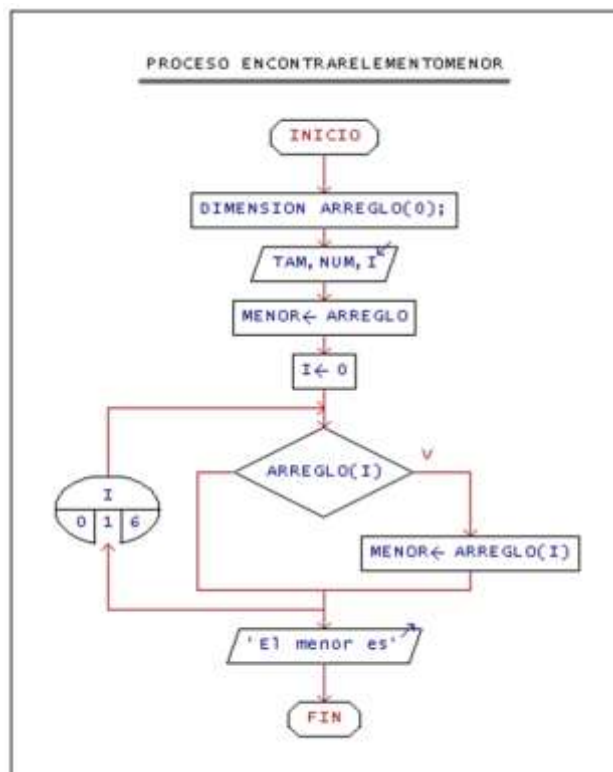 PROCESO ENCONTRARELEMENTOMENOR
INICIO
DIMENSION ARREGLO(0);
TAM,NUM,I
MENOR← ARREGLO
I← 0
ARREGLO(I)
V
I
0 1 6
MENOR← ARREGLO(I)
'El menor es'
FIN